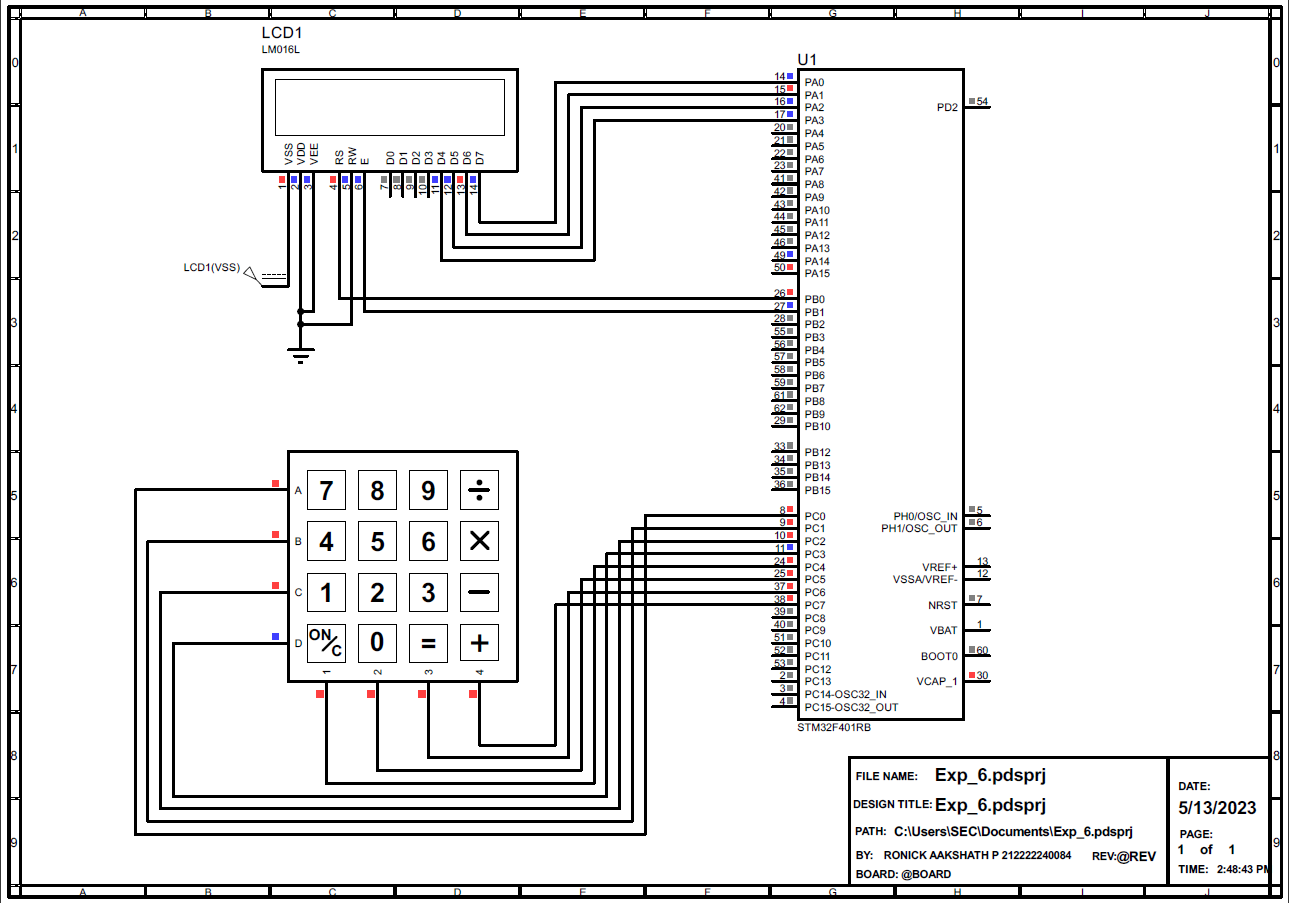 A B C D E F G H I J
LCD1
LM016L
VSS VDD VEE RS RW E D0 D1 D2 D3 D4 D5 D6 D7
1 2 3 4 5 6 7 8 9 10 11 12 13 14
LCD1(VSS)
U1
14 PA0
15 PA1
16 PA2
17 PA3
20 PA4
21 PA5
22 PA6
23 PA7
41 PA8
42 PA9
43 PA10
44 PA11
45 PA12
46 PA13
49 PA14
50 PA15
26 PB0
27 PB1
28 PB2
55 PB3
56 PB4
57 PB5
58 PB6
59 PB7
61 PB8
62 PB9
29 PB10
33 PB12
34 PB13
35 PB14
36 PB15
8 PC0
9 PC1
10 PC2
11 PC3
24 PC4
25 PC5
37 PC6
38 PC7
39 PC8
40 PC9
51 PC10
52 PC11
53 PC12
2 PC13
3 PC14-OSC32_IN
4 PC15-OSC32_OUT
PD2 54
PH0/OSC_IN 5
PH1/OSC_OUT 6
VREF+ 13
VSSA/VREF- 12
NRST 7
VBAT 1
BOOT0 60
VCAP_1 30
STM32F401RB
A 7 8 9 ÷
B 4 5 6 ×
C 1 2 3 −
D ON/C 0 = +
1 2 3 4
0 1 2 3 4 5 6 7 8 9
0 1 2 3 4 5 6 7 8 9
FILE NAME: Exp_6.pdsprj
DESIGN TITLE: Exp_6.pdsprj
PATH: C:\Users\SEC\Documents\Exp_6.pdsprj
BY: RONICK AAKSHATH P 212222240084 REV:@REV
BOARD: @BOARD
DATE:
5/13/2023
PAGE:
1 of 1
TIME: 2:48:43 PM
A B C D E F G H I J